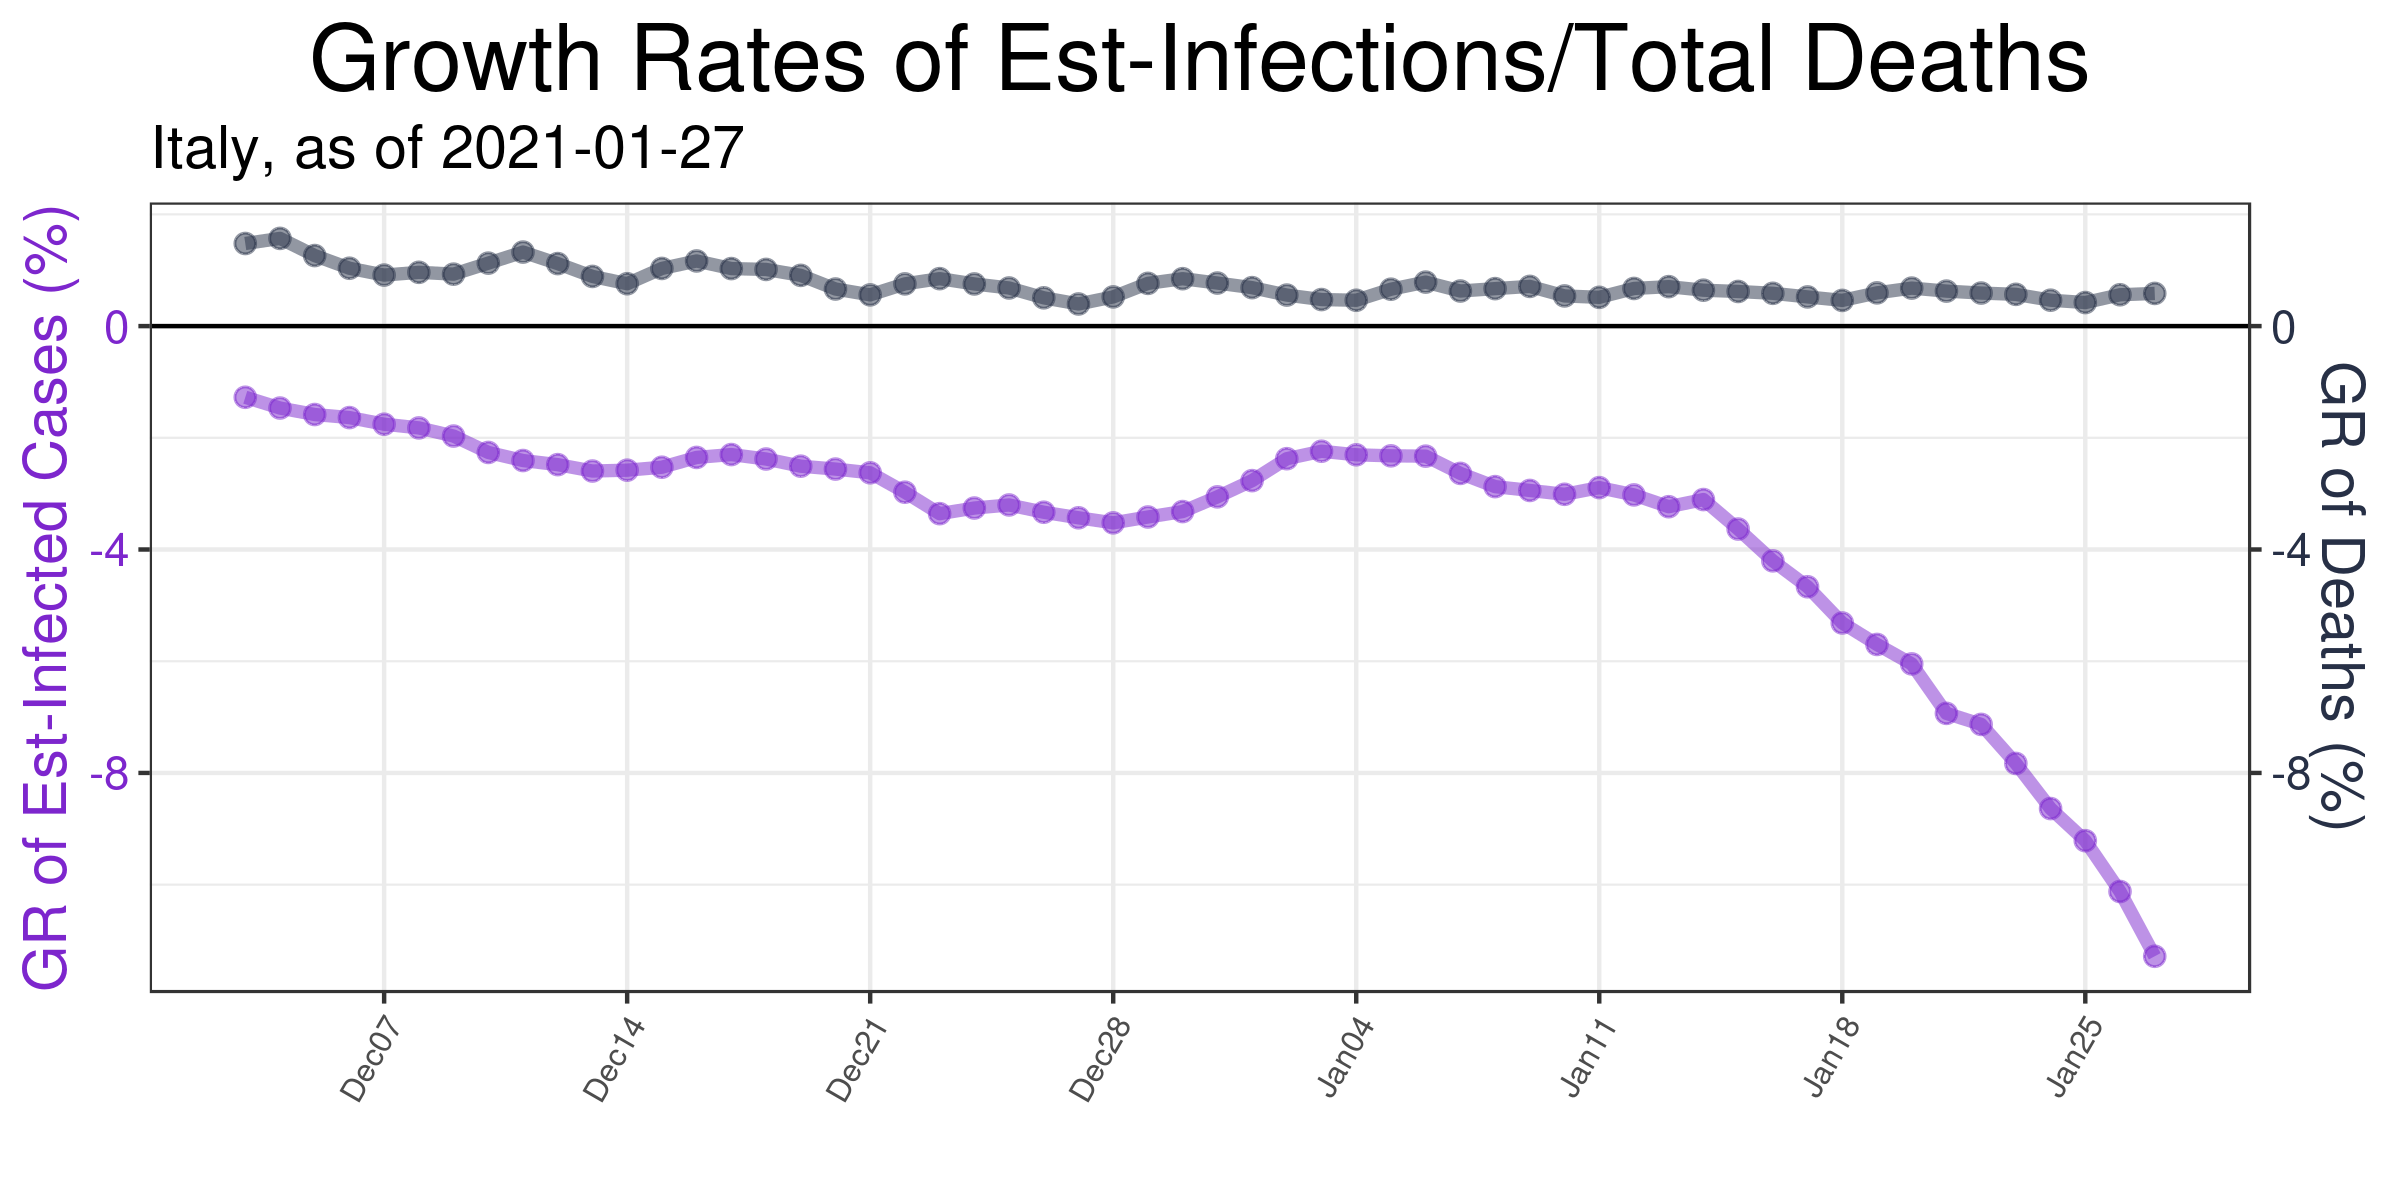 Growth Rates of Est-Infections/Total Deaths
Italy, as of 2021-01-27
GR of Est-Infected Cases (%)
0
-4
-8
0
-4
-8
GR of Deaths (%)
Dec07
Dec14
Dec21
Dec28
Jan04
Jan11
Jan18
Jan25